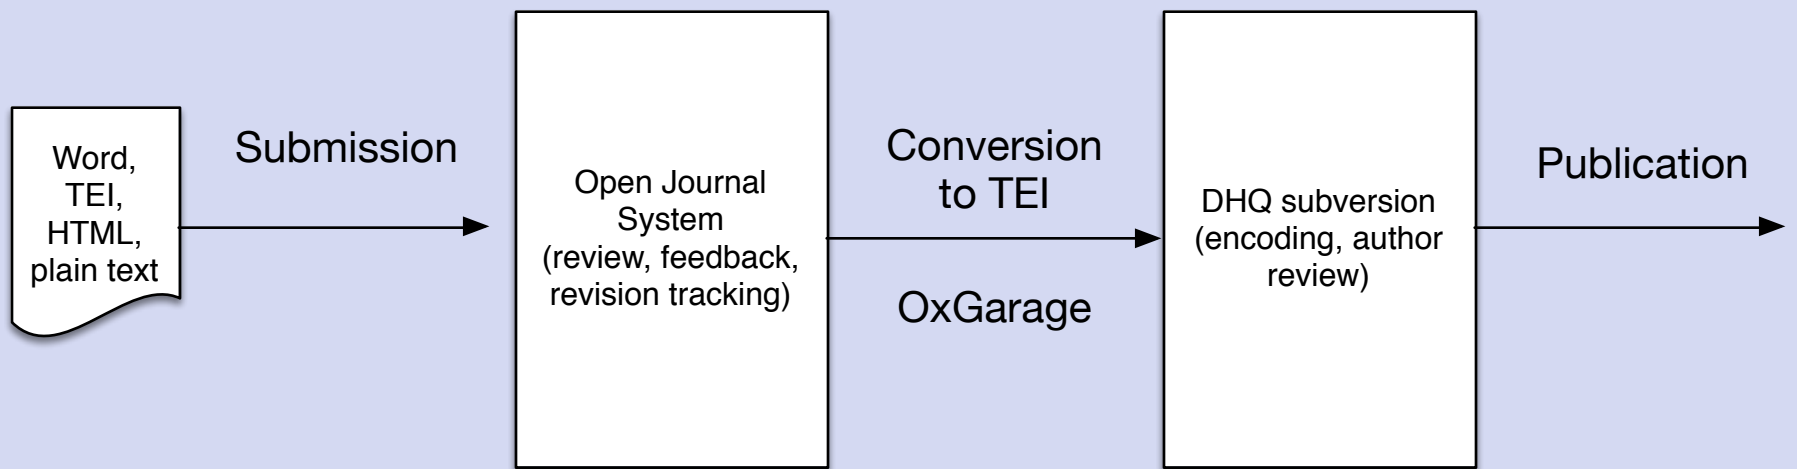 Word,
TEI,
HTML,
plain text
Submission
Open Journal
System
(review, feedback,
revision tracking)
Conversion
to TEI
OxGarage
DHQ subversion
(encoding, author
review)
Publication